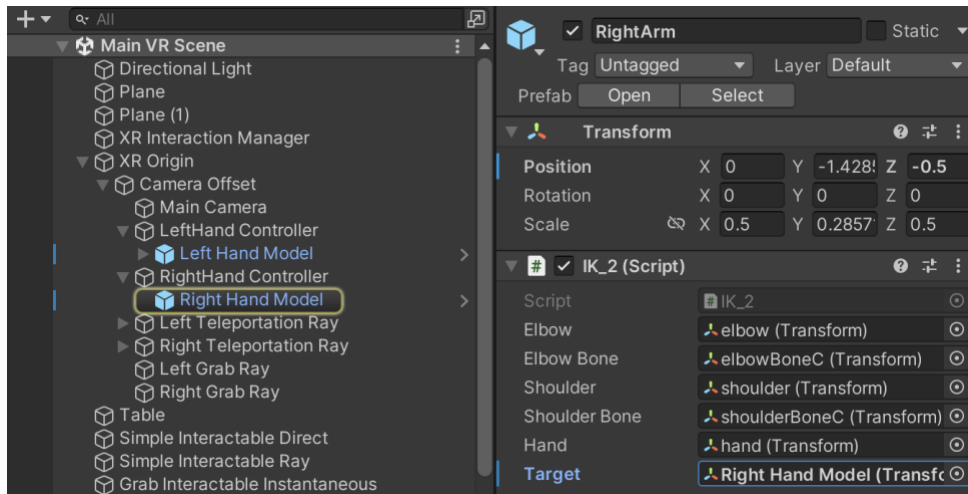 All
Main VR Scene
Directional Light
Plane
Plane (1)
XR Interaction Manager
XR Origin
Camera Offset
Main Camera
LeftHand Controller
Left Hand Model
RightHand Controller
Right Hand Model
Left Teleportation Ray
Right Teleportation Ray
Left Grab Ray
Right Grab Ray
Table
Simple Interactable Direct
Simple Interactable Ray
Grab Interactable Instantaneous
RightArm Static
Tag Untagged Layer Default
Prefab Open Select
Transform
Position X 0 Y -1.428 Z -0.5
Rotation X 0 Y 0 Z 0
Scale X 0.5 Y 0.2857 Z 0.5
# IK_2 (Script)
Script # IK_2
Elbow elbow (Transform)
Elbow Bone elbowBoneC (Transform)
Shoulder shoulder (Transform)
Shoulder Bone shoulderBoneC (Transform)
Hand hand (Transform)
Target Right Hand Model (Transfo